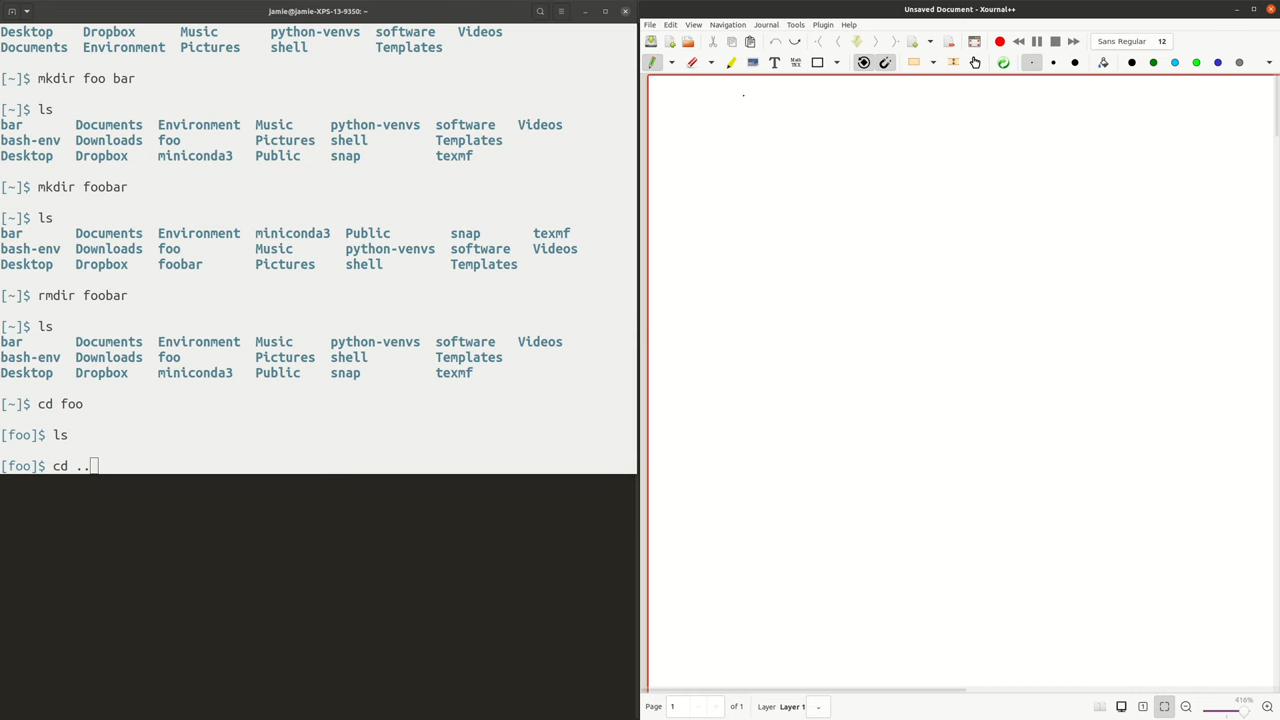 jamie@jamie-XPS-13-9350: ~
Desktop Dropbox Music python-venvs software Videos
Documents Environment Pictures shell Templates
[~]$ mkdir foo bar
[~]$ ls
bar Documents Environment Music python-venvs software Videos
bash-env Downloads foo Pictures shell Templates
Desktop Dropbox miniconda3 Public snap texmf
[~]$ mkdir foobar
[~]$ ls
bar Documents Environment miniconda3 Public snap texmf
bash-env Downloads foo Music python-venvs software Videos
Desktop Dropbox foobar Pictures shell Templates
[~]$ rmdir foobar
[~]$ ls
bar Documents Environment Music python-venvs software Videos
bash-env Downloads foo Pictures shell Templates
Desktop Dropbox miniconda3 Public snap texmf
[~]$ cd foo
[foo]$ ls
[foo]$ cd ..
Unsaved Document - Xournal++
File Edit View Navigation Journal Tools Plugin Help
Sans Regular 12
T Math TEX
Page 1 of 1 Layer Layer 1 416%